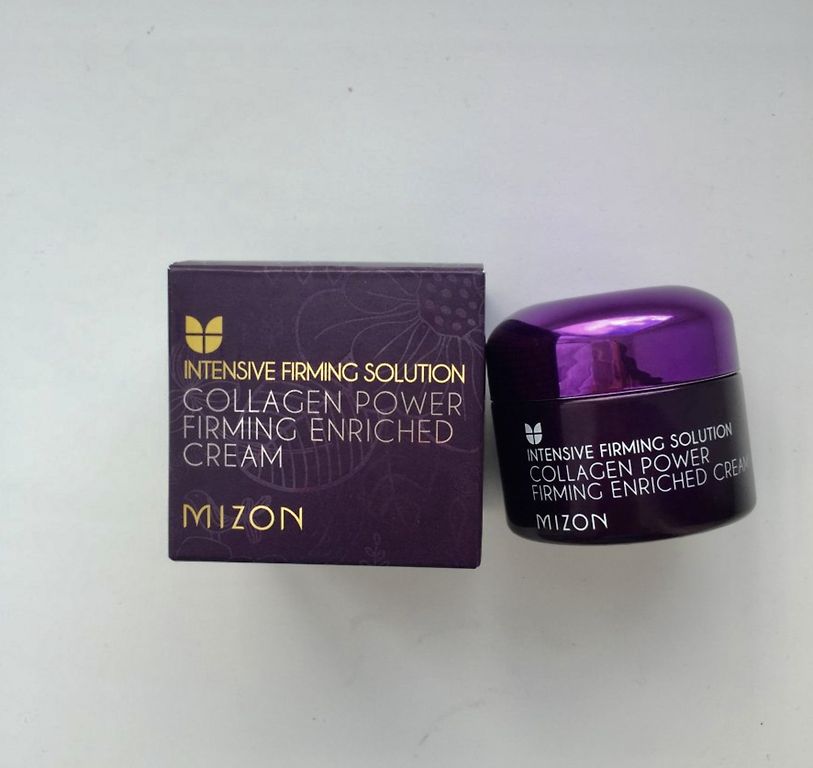 INTENSIVE FIRMING SOLUTION
COLLAGEN POWER
FIRMING ENRICHED
CREAM
MIZON
INTENSIVE FIRMING SOLUTION
COLLAGEN POWER
FIRMING ENRICHED CREAM
MIZON